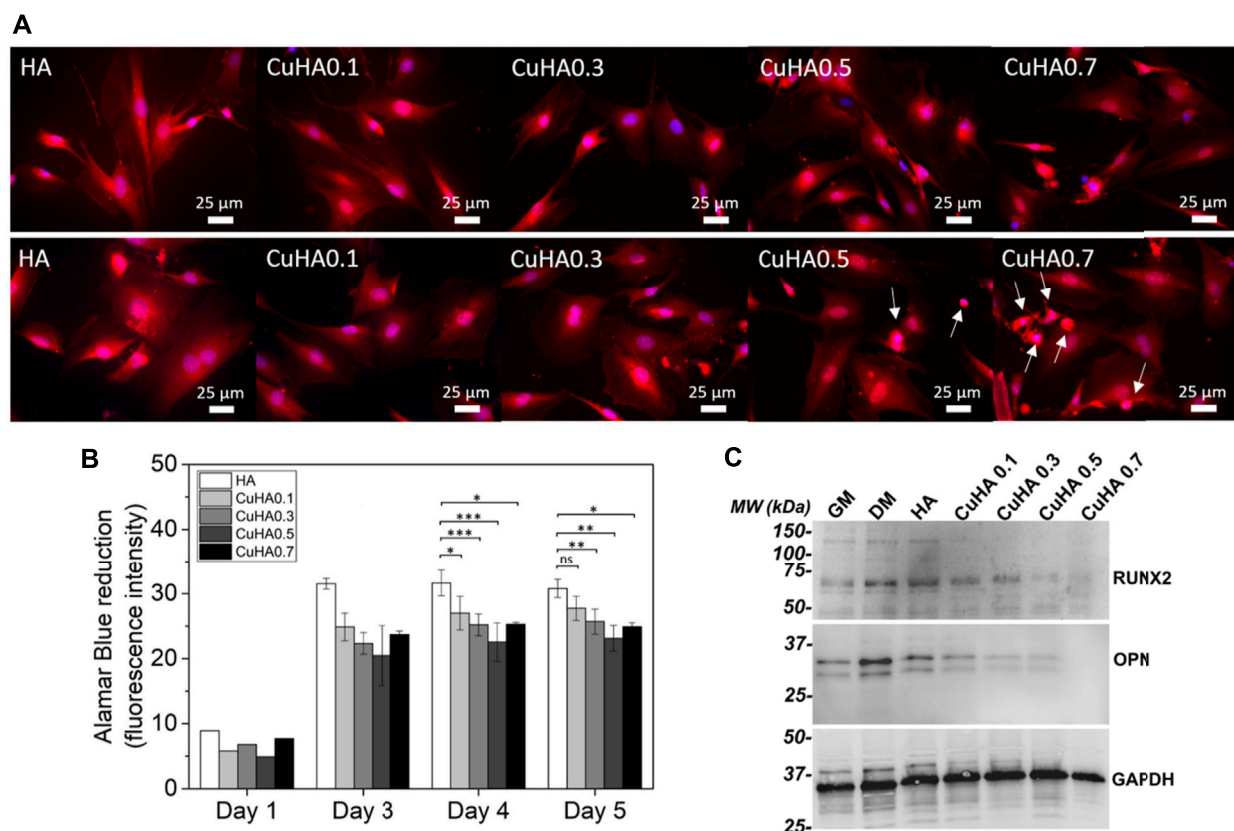 A
HA
CuHA0.1
CuHA0.3
CuHA0.5
CuHA0.7
25 µm
25 µm
25 µm
25 µm
25 µm
HA
CuHA0.1
CuHA0.3
CuHA0.5
CuHA0.7
25 µm
25 µm
25 µm
25 µm
25 µm
B
Alamar Blue reduction
(fluorescence intensity)
50
40
30
20
10
0
HA
CuHA0.1
CuHA0.3
CuHA0.5
CuHA0.7
*
***
***
*
*
**
**
ns
Day 1
Day 3
Day 4
Day 5
C
MW (kDa)
GM
DM
HA
CuHA 0.1
CuHA 0.3
CuHA 0.5
CuHA 0.7
150-
100-
75-
50-
RUNX2
37-
25-
OPN
50-
37-
25-
GAPDH